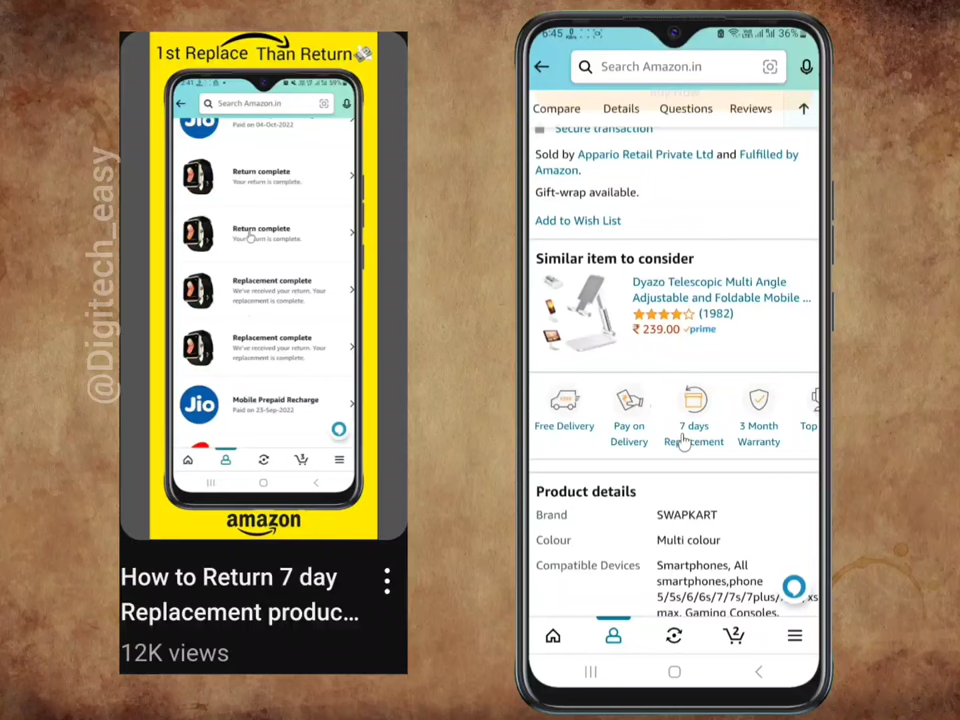 1st Replace Than Return
@Digitech_easy
Search Amazon.in
Jio
Paid on 04-Oct-2022
Return complete
Your return is complete.
Return complete
Your return is complete.
Replacement complete
We've received your return. Your
replacement is complete.
Replacement complete
We've received your return. Your
replacement is complete.
Jio
Mobile Prepaid Recharge
Paid on 23-Sep-2022
amazon
How to Return 7 day
Replacement produc...
12K views
6:45
36%
Search Amazon.in
Compare Details Questions Reviews
Secure transaction
Sold by Appario Retail Private Ltd and Fulfilled by
Amazon.
Gift-wrap available.
Add to Wish List
Similar item to consider
Dyazo Telescopic Multi Angle
Adjustable and Foldable Mobile ...
(1982)
₹ 239.00 prime
Free Delivery
Pay on
Delivery
7 days
Replacement
3 Month
Warranty
Top
Product details
Brand SWAPKART
Colour Multi colour
Compatible Devices Smartphones, All
smartphones,phone
5/5s/6/6s/7/7s/7plus/
xs
max, Gaming Consoles,
2